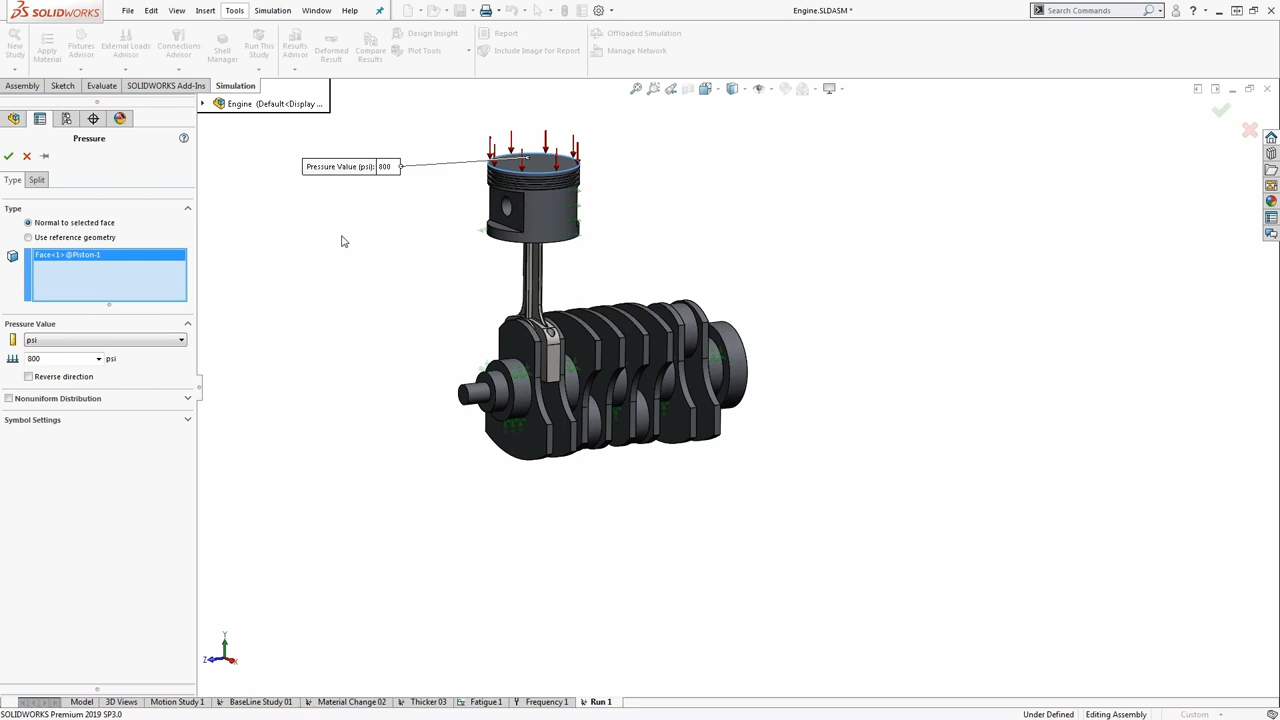 SOLIDWORKS File Edit View Insert Tools Simulation Window Help Engine.SLDASM * Search Commands
New Study Apply Material Fixtures Advisor External Loads Advisor Connections Advisor Shell Manager Run This Study Results Advisor Deformed Result Compare Results Design Insight Plot Tools Report Include Image for Report Offloaded Simulation Manage Network
Assembly Sketch Evaluate SOLIDWORKS Add-Ins Simulation
Engine (Default<Display ...
Pressure
Type Split
Type
Normal to selected face
Use reference geometry
Face<1>@Piston-1
Pressure Value
psi
800 psi
Reverse direction
Nonuniform Distribution
Symbol Settings
Pressure Value (psi): 800
Y
Z X
Model 3D Views Motion Study 1 BaseLine Study 01 Material Change 02 Thicker 03 Fatigue 1 Frequency 1 Run 1
SOLIDWORKS Premium 2019 SP3.0 Under Defined Editing Assembly Custom